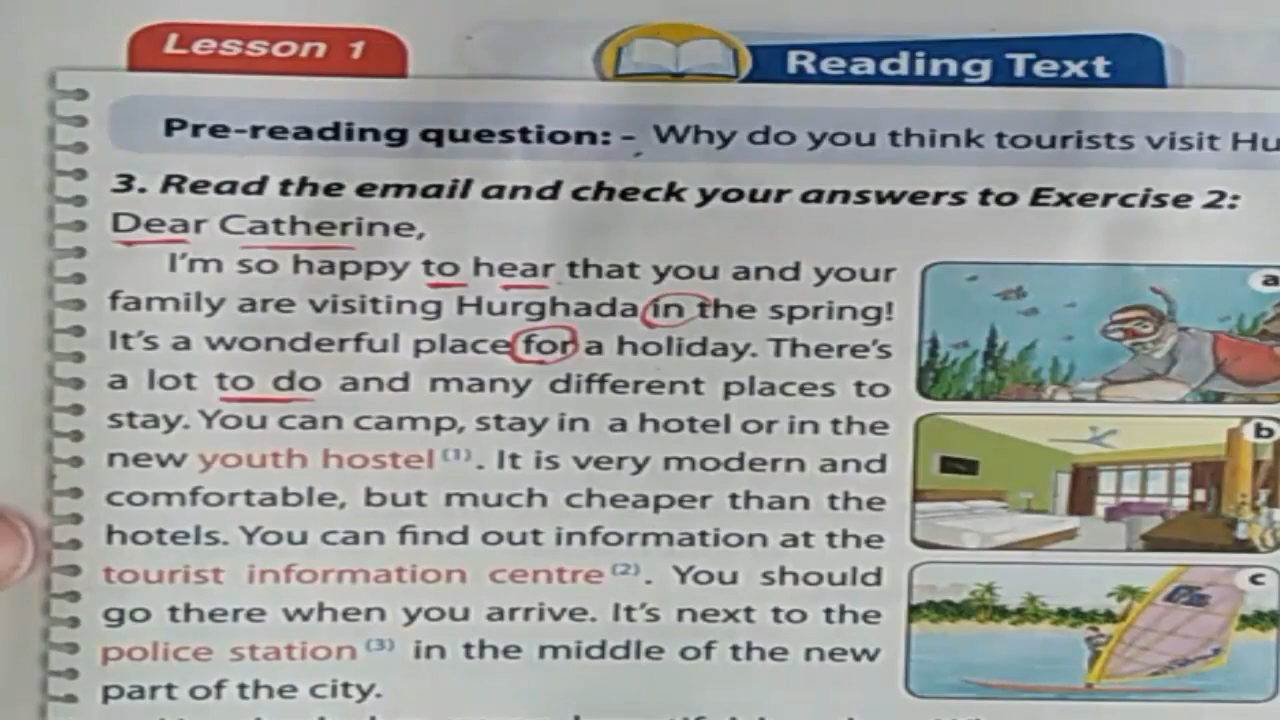 Lesson 1
Reading Text
Pre-reading question: - Why do you think tourists visit
3. Read the email and check your answers to Exercise 2:
Dear Catherine,
I'm so happy to hear that you and your
family are visiting Hurghada in the spring!
It's a wonderful place for a holiday. There's
a lot to do and many different places to
stay. You can camp, stay in a hotel or in the
new youth hostel (1). It is very modern and
comfortable, but much cheaper than the
hotels. You can find out information at the
tourist information centre (2). You should
go there when you arrive. It's next to the
police station (3) in the middle of the new
part of the city.
a
b
c